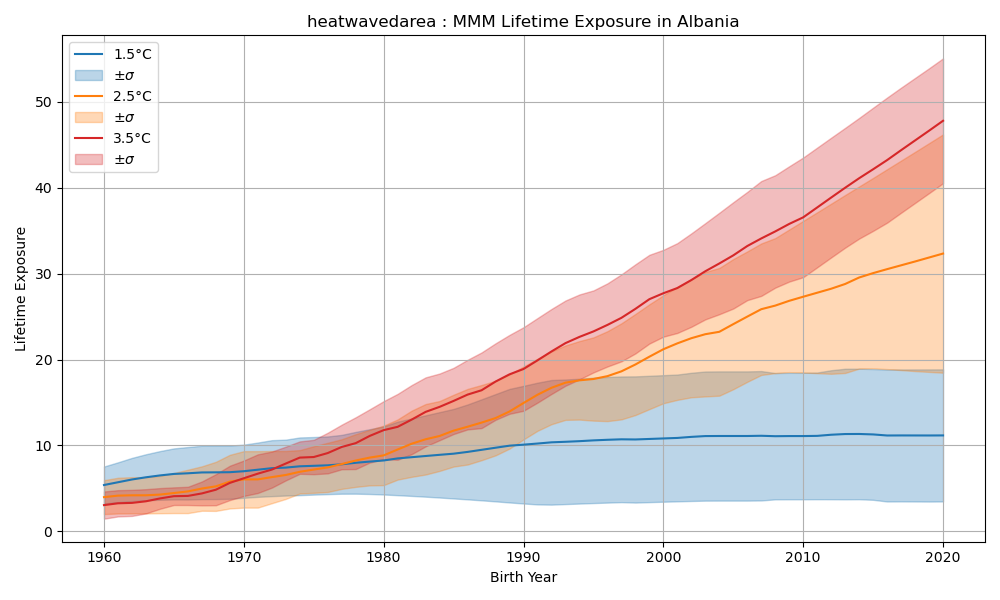 heatwavedarea : MMM Lifetime Exposure in Albania
1.5°C
±σ
2.5°C
±σ
3.5°C
±σ
Lifetime Exposure
50
40
30
20
10
0
1960 1970 1980 1990 2000 2010 2020
Birth Year